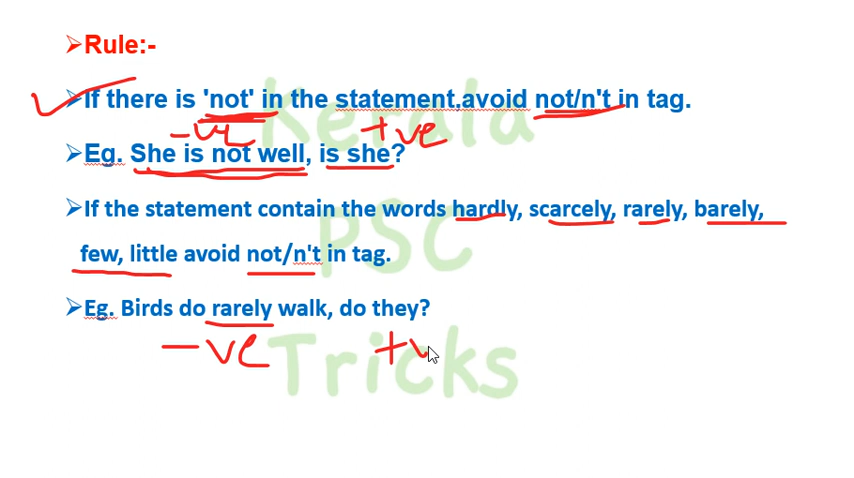 Rule:-
If there is 'not' in the statement,avoid not/n't in tag.
-ve +ve
Eg. She is not well, is she?
If the statement contain the words hardly, scarcely, rarely, barely,
few, little avoid not/n't in tag.
Eg. Birds do rarely walk, do they?
-ve +v
Kerala
PSC
Tricks